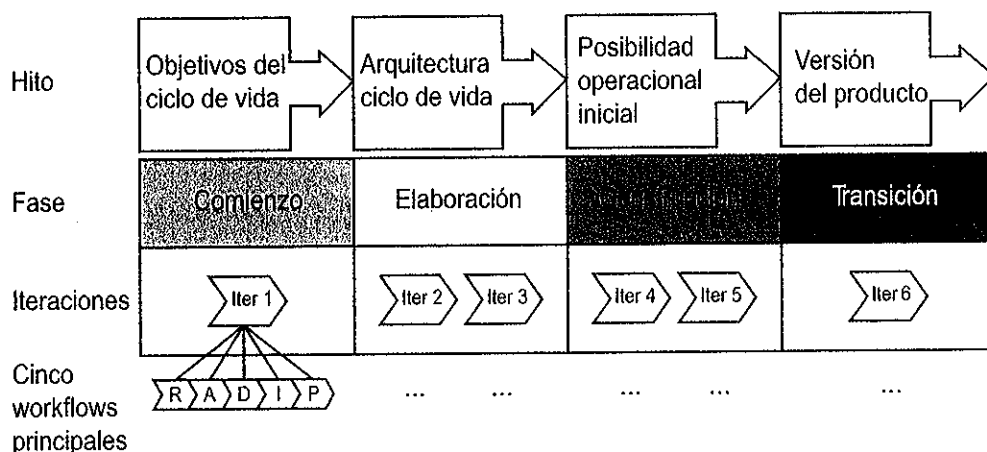 Hito
Objetivos del
ciclo de vida
Arquitectura
ciclo de vida
Posibilidad
operacional
inicial
Versión
del producto
Fase
Comienzo
Elaboración
Transición
Iteraciones
Iter 1
Iter 2
Iter 3
Iter 4
Iter 5
Iter 6
Cinco
workflows
principales
R
A
D
I
P
...
...
...
...
...